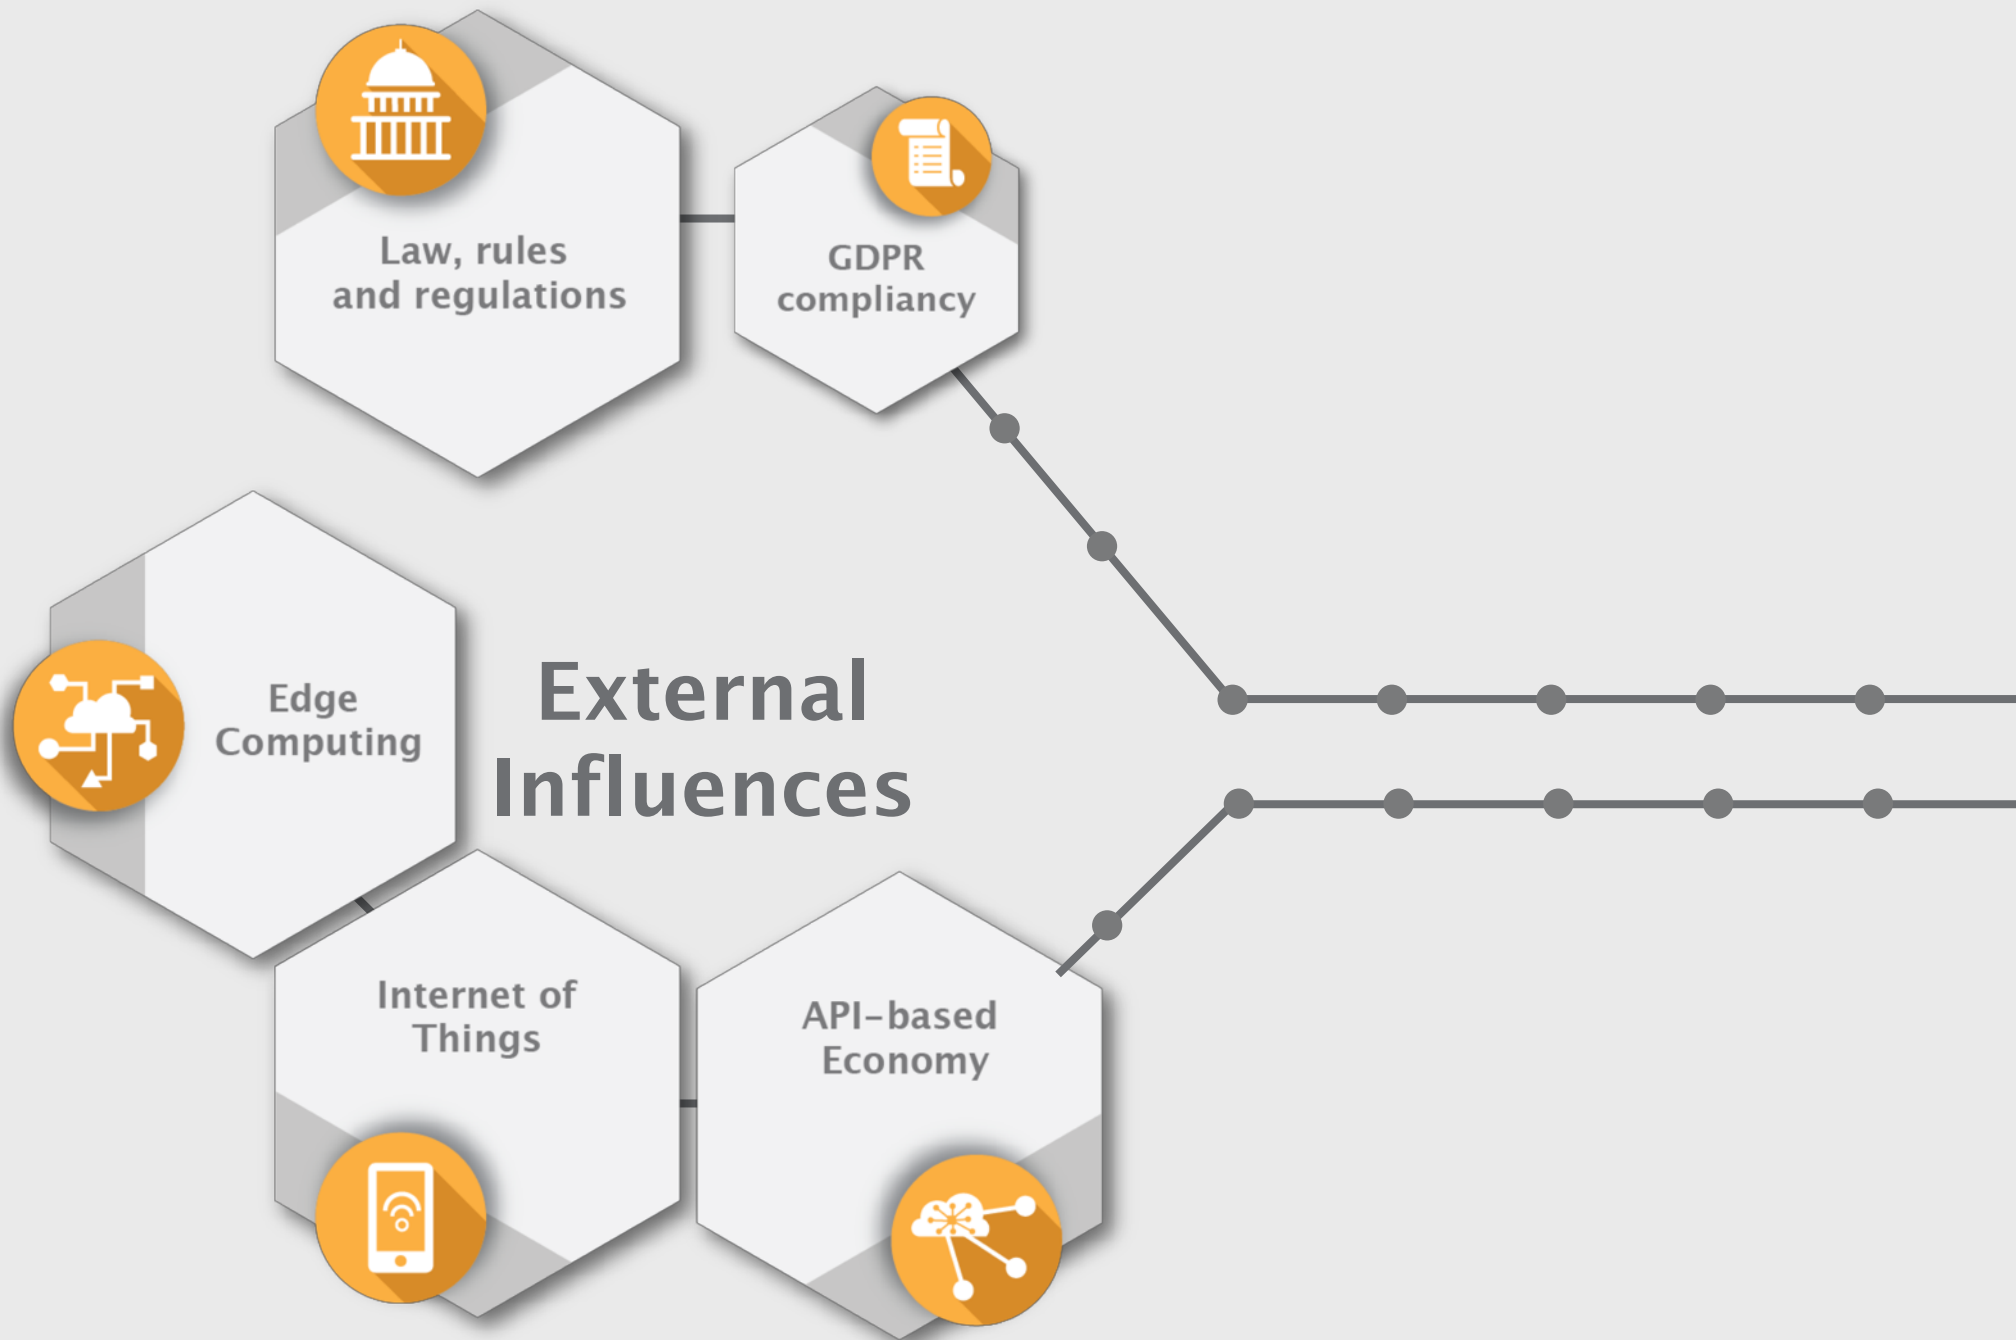 Law, rules
and regulations
GDPR
compliancy
Edge
Computing
External
Influences
Internet of
Things
API-based
Economy